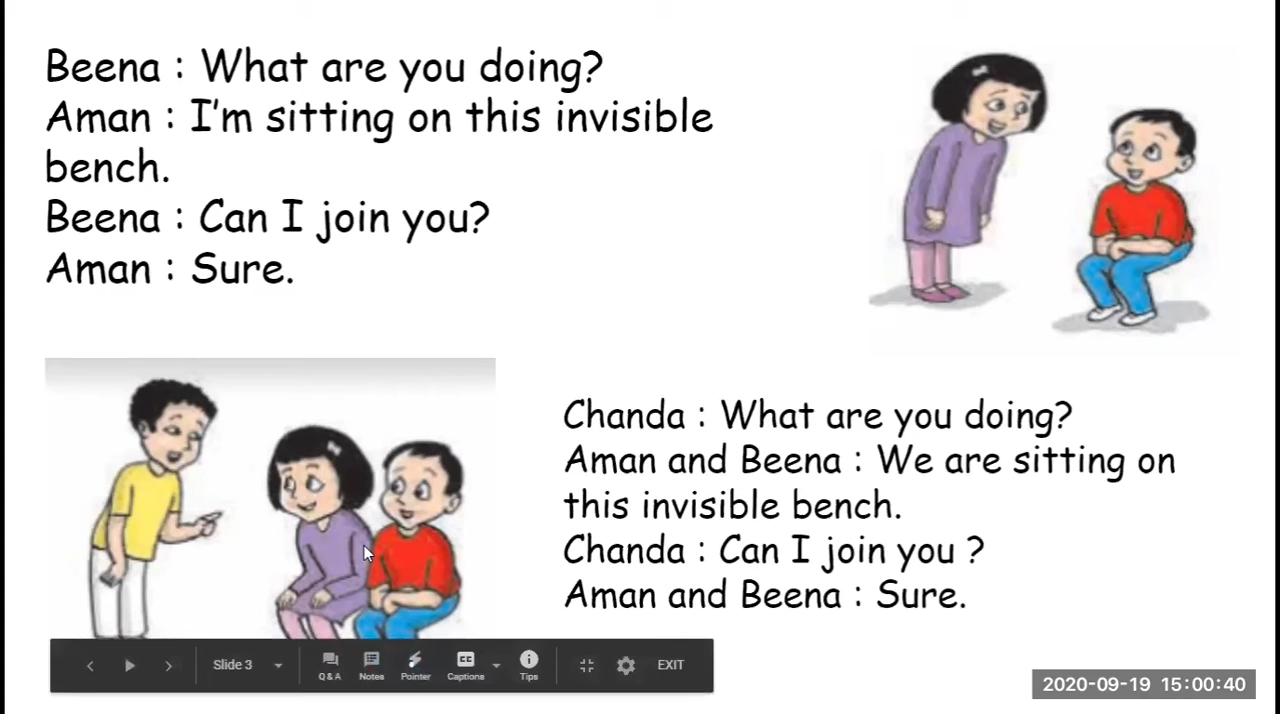 Beena : What are you doing?
Aman : I'm sitting on this invisible
bench.
Beena : Can I join you?
Aman : Sure.
Chanda : What are you doing?
Aman and Beena : We are sitting on
this invisible bench.
Chanda : Can I join you ?
Aman and Beena : Sure.
Slide 3
Q & A
Notes
Pointer
CC
Captions
Tips
EXIT
2020-09-19 15:00:40